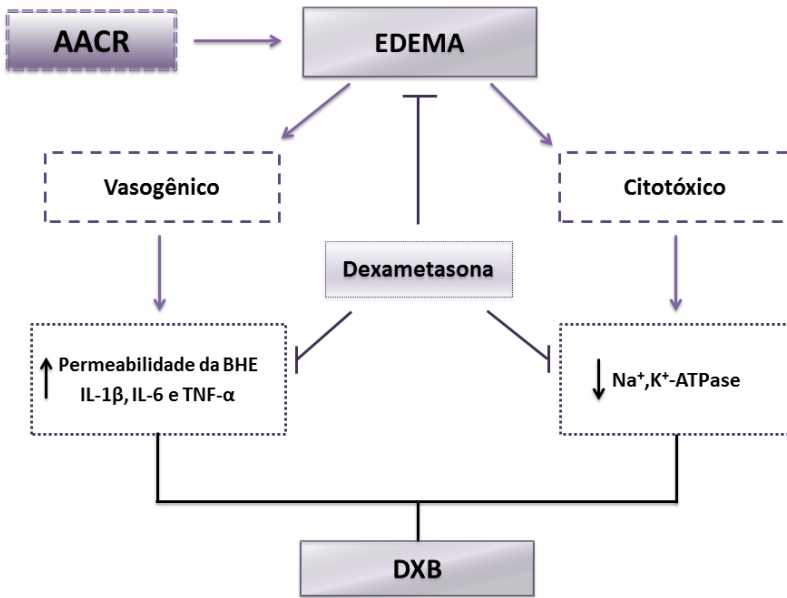 AACR
EDEMA
Vasogênico
Citotóxico
Dexametasona
Permeabilidade da BHE
IL-1β, IL-6 e TNF-α
Na⁺,K⁺-ATPase
DXB